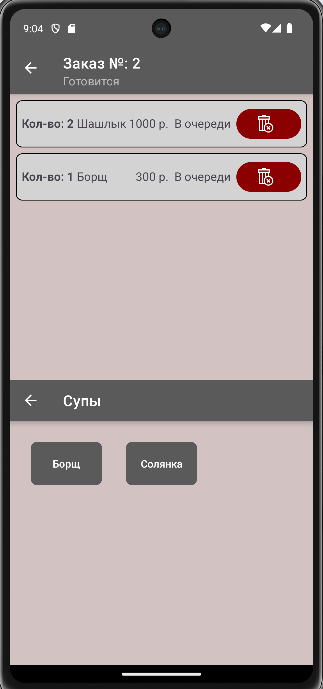 9:04
Заказ №: 2
Готовится
Кол-во: 2 Шашлык 1000 р. В очереди
Кол-во: 1 Борщ 300 р. В очереди
Супы
Борщ Солянка